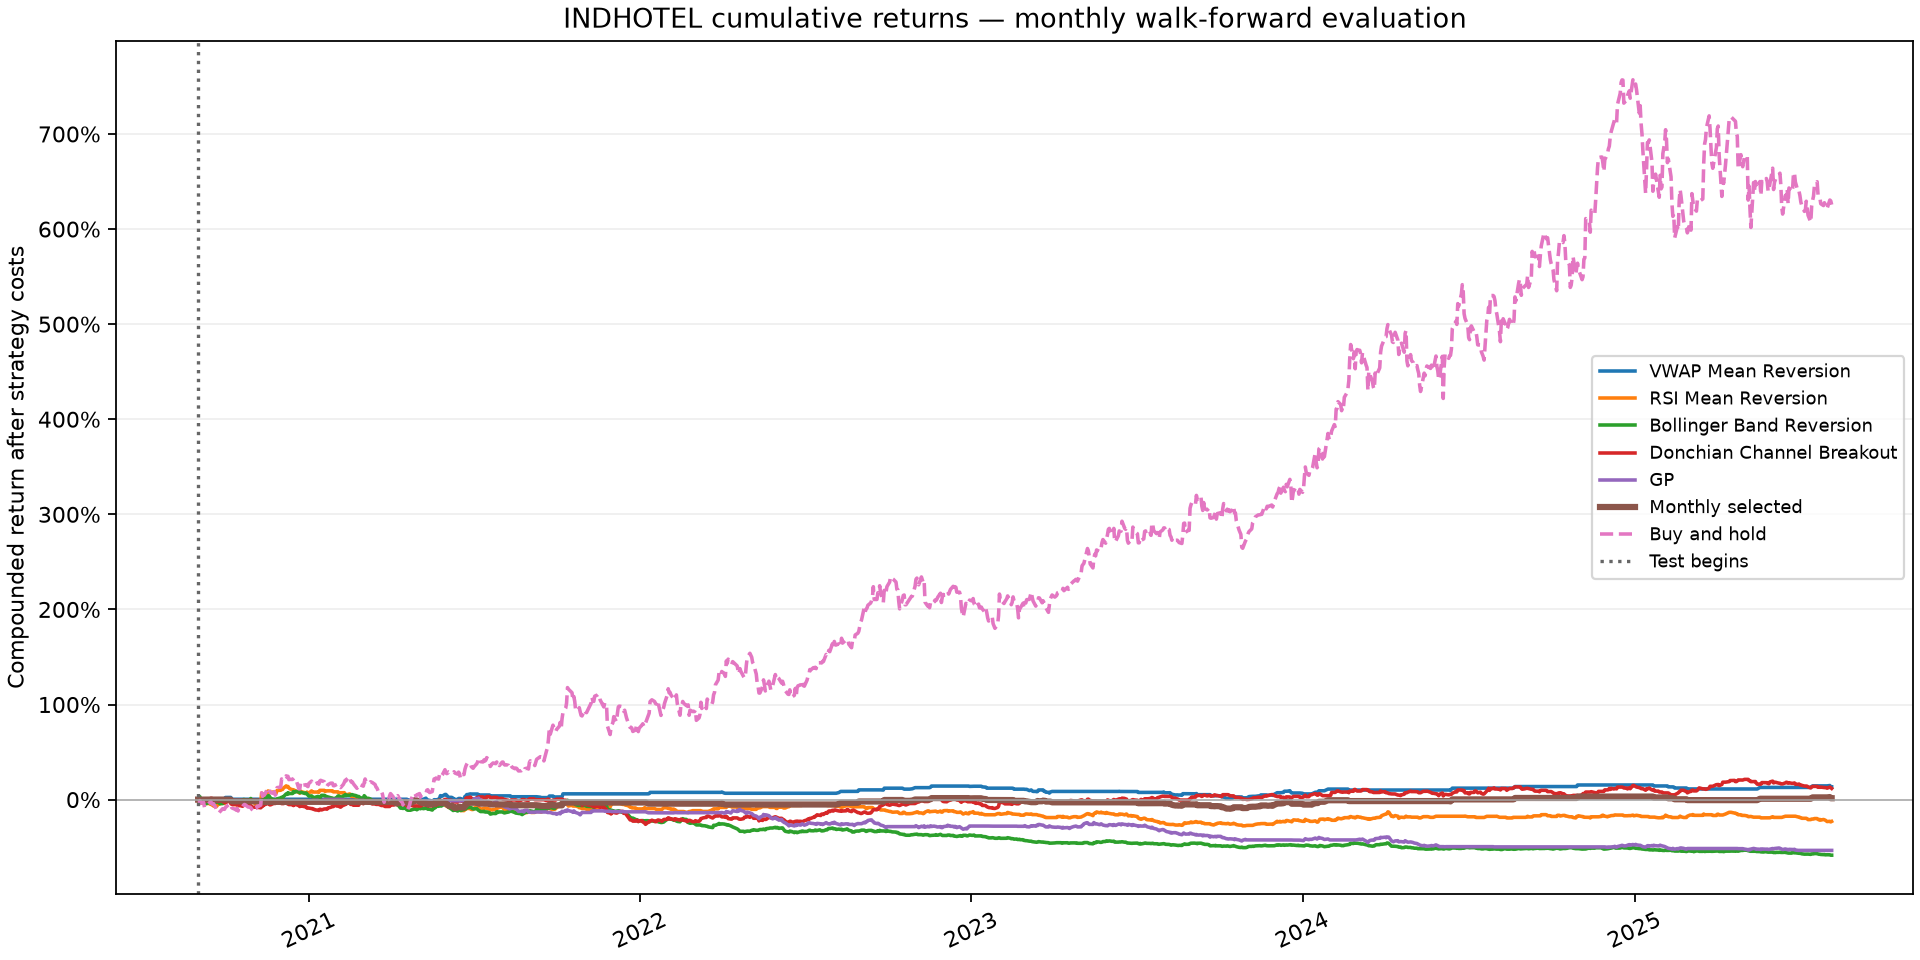 INDHOTEL cumulative returns — monthly walk-forward evaluation
Compounded return after strategy costs
700%
600%
500%
400%
300%
200%
100%
0%
VWAP Mean Reversion
RSI Mean Reversion
Bollinger Band Reversion
Donchian Channel Breakout
GP
Monthly selected
Buy and hold
Test begins
2021
2022
2023
2024
2025